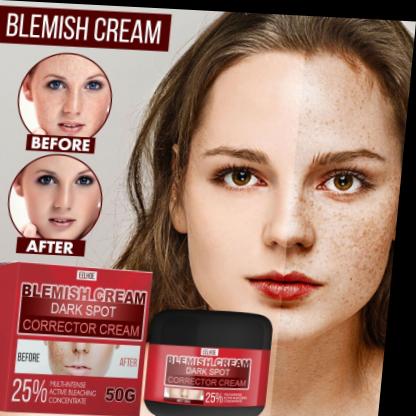 BLEMISH CREAM
BEFORE
AFTER
EELHOE
BLEMISH CREAM
DARK SPOT
CORRECTOR CREAM
BEFORE
AFTER
25% MULTI-INTENSE
ACTIVE BLEACHING
CONCENTRATE
50G
EELHOE
BLEMISH CREAM
DARK SPOT
CORRECTOR CREAM
25%